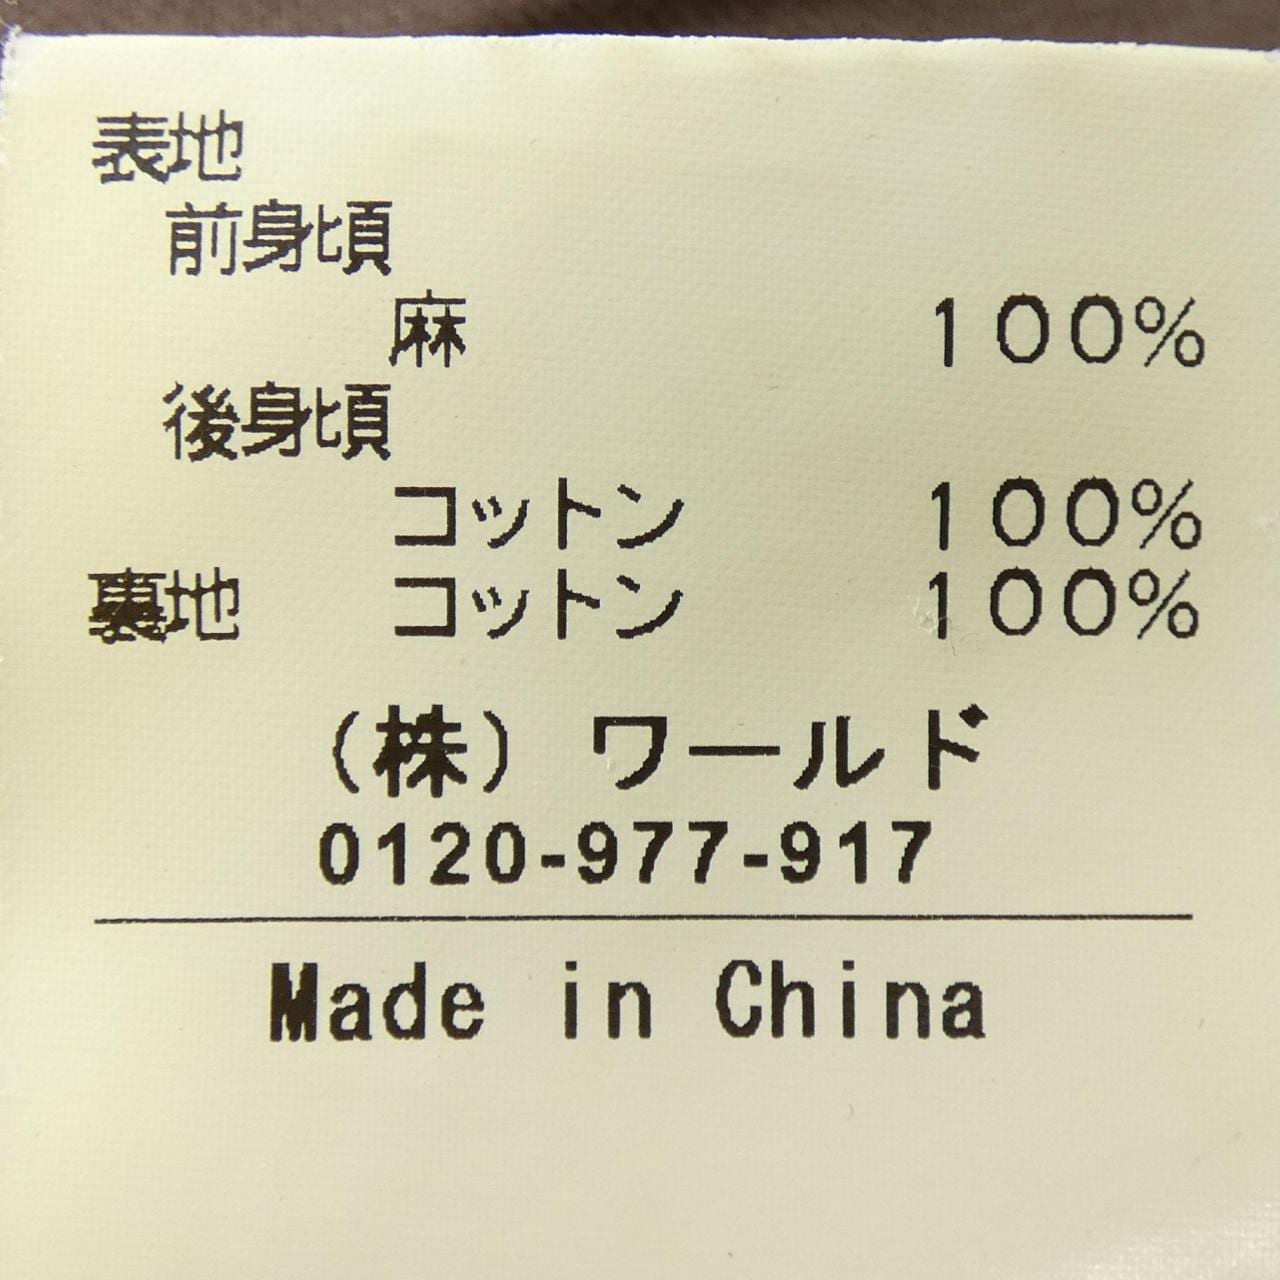 表地
前身頃
麻 100%
後身頃
コットン 100%
裏地 コットン 100%
(株) ワールド
0120-977-917
Made in China